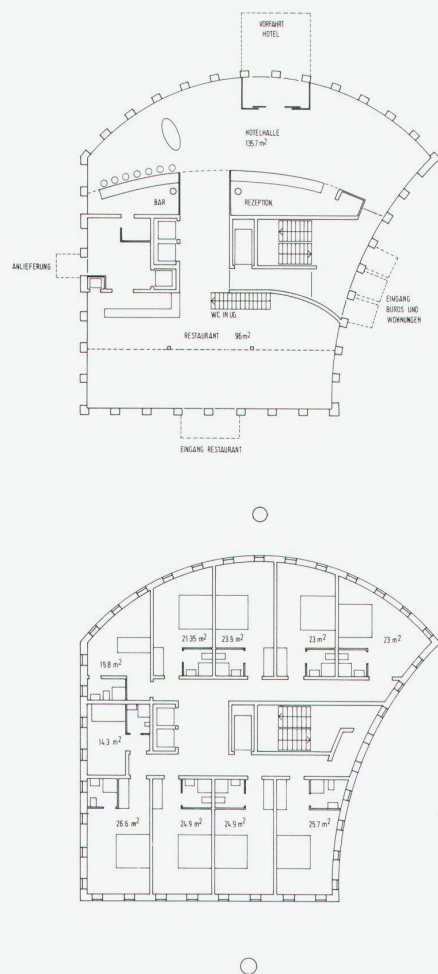 VORFAHRT
HOTEL
HOTELHALLE
135.7 m²
BAR
REZEPTION
ANLIEFERUNG
EINGANG
BÜROS UND
WOHNUNGEN
WC IN UG
RESTAURANT 96 m²
EINGANG RESTAURANT
21.35 m²
23.9 m²
23 m²
23 m²
19.8 m²
14.3 m²
26.6 m²
24.9 m²
24.9 m²
25.7 m²